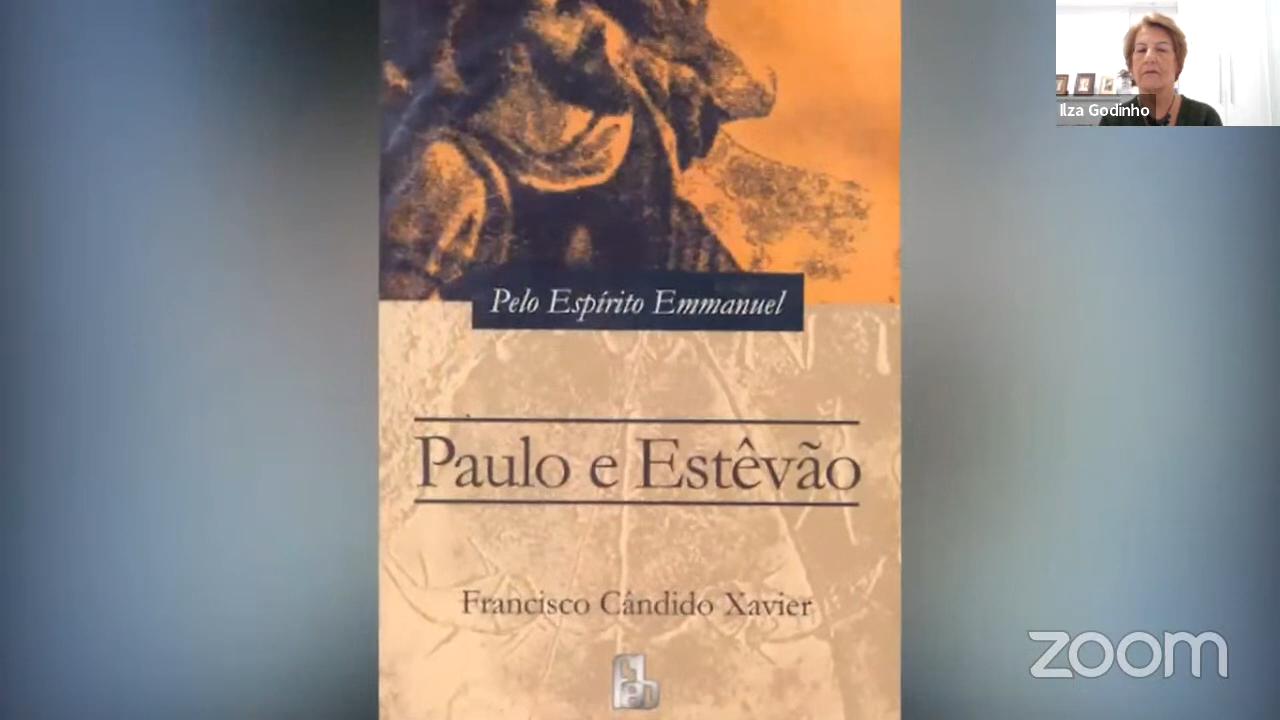 Ilza Godinho
Pelo Espírito Emmanuel
Paulo e Estêvão
Francisco Cândido Xavier
zoom